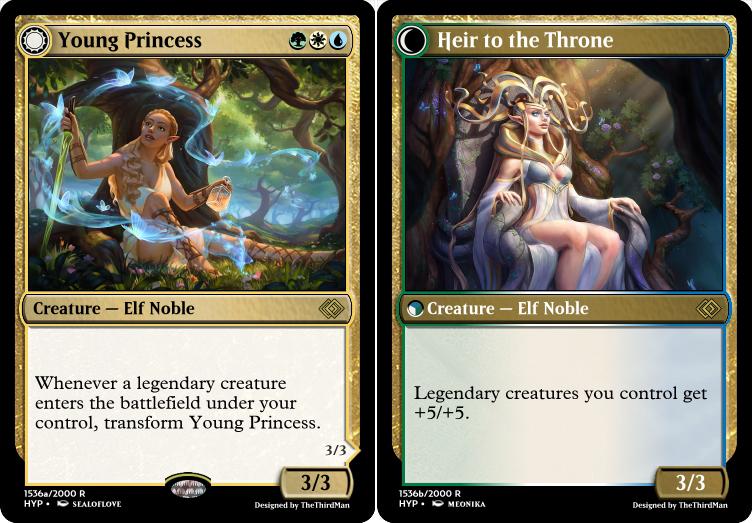 Young Princess
Creature — Elf Noble
Whenever a legendary creature
enters the battlefield under your
control, transform Young Princess.
3/3
3/3
1536a/2000 R
HYP • SEALOFLOVE
Designed by TheThirdMan
Heir to the Throne
Creature — Elf Noble
Legendary creatures you control get
+5/+5.
3/3
1536b/2000 R
HYP • MEONIKA
Designed by TheThirdMan